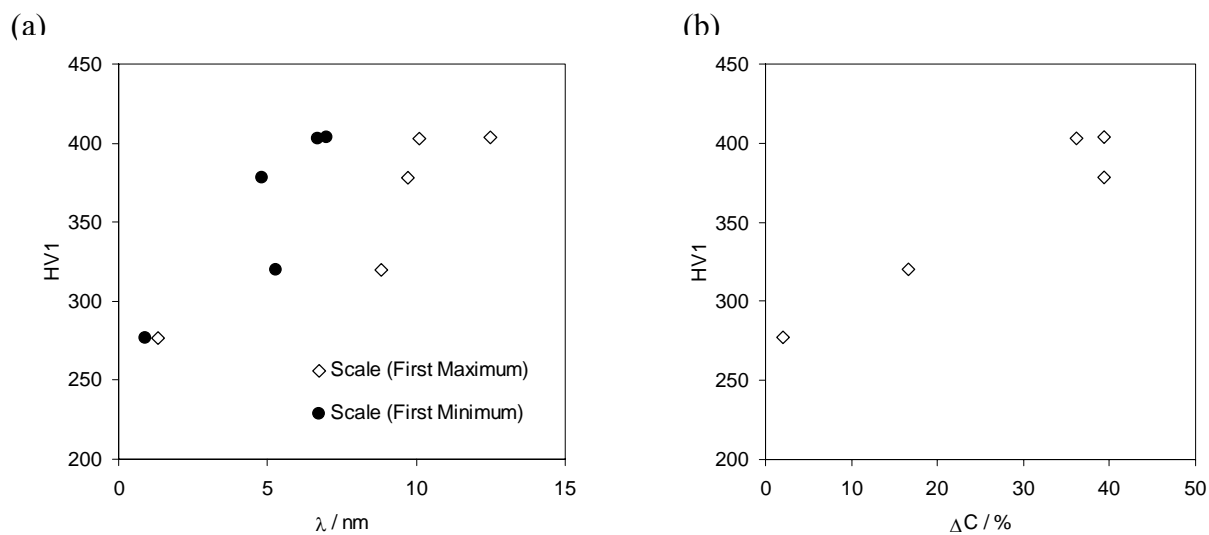 (a)
450
400
350
300
250
200
HV1
0 5 10 15
λ / nm
Scale (First Maximum)
Scale (First Minimum)
(b)
450
400
350
300
250
200
HV1
0 10 20 30 40 50
ΔC / %